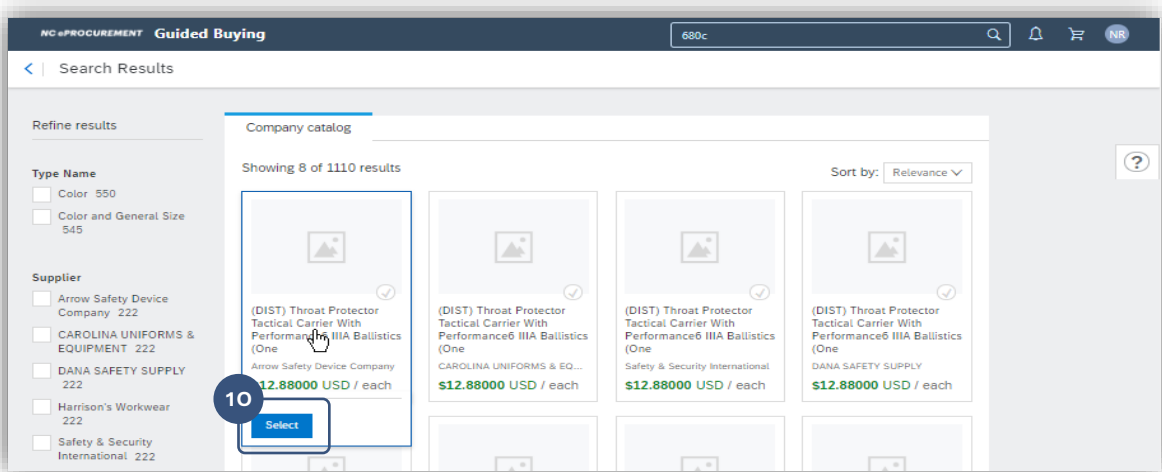 NC ePROCUREMENT Guided Buying
680c
NR
Search Results
Refine results
Company catalog
?
Showing 8 of 1110 results
Sort by: Relevance
Type Name
Color 550
Color and General Size
545
Supplier
Arrow Safety Device
Company 222
CAROLINA UNIFORMS &
EQUIPMENT 222
DANA SAFETY SUPPLY
222
Harrison's Workwear
222
Safety & Security
International 222
(DIST) Throat Protector
Tactical Carrier With
Performance6 IIIA Ballistics
(One
Arrow Safety Device Company
$12.88000 USD / each
10
Select
(DIST) Throat Protector
Tactical Carrier With
Performance6 IIIA Ballistics
(One
CAROLINA UNIFORMS & EQ...
$12.88000 USD / each
(DIST) Throat Protector
Tactical Carrier With
Performance6 IIIA Ballistics
(One
Safety & Security International
$12.88000 USD / each
(DIST) Throat Protector
Tactical Carrier With
Performance6 IIIA Ballistics
(One
DANA SAFETY SUPPLY
$12.88000 USD / each